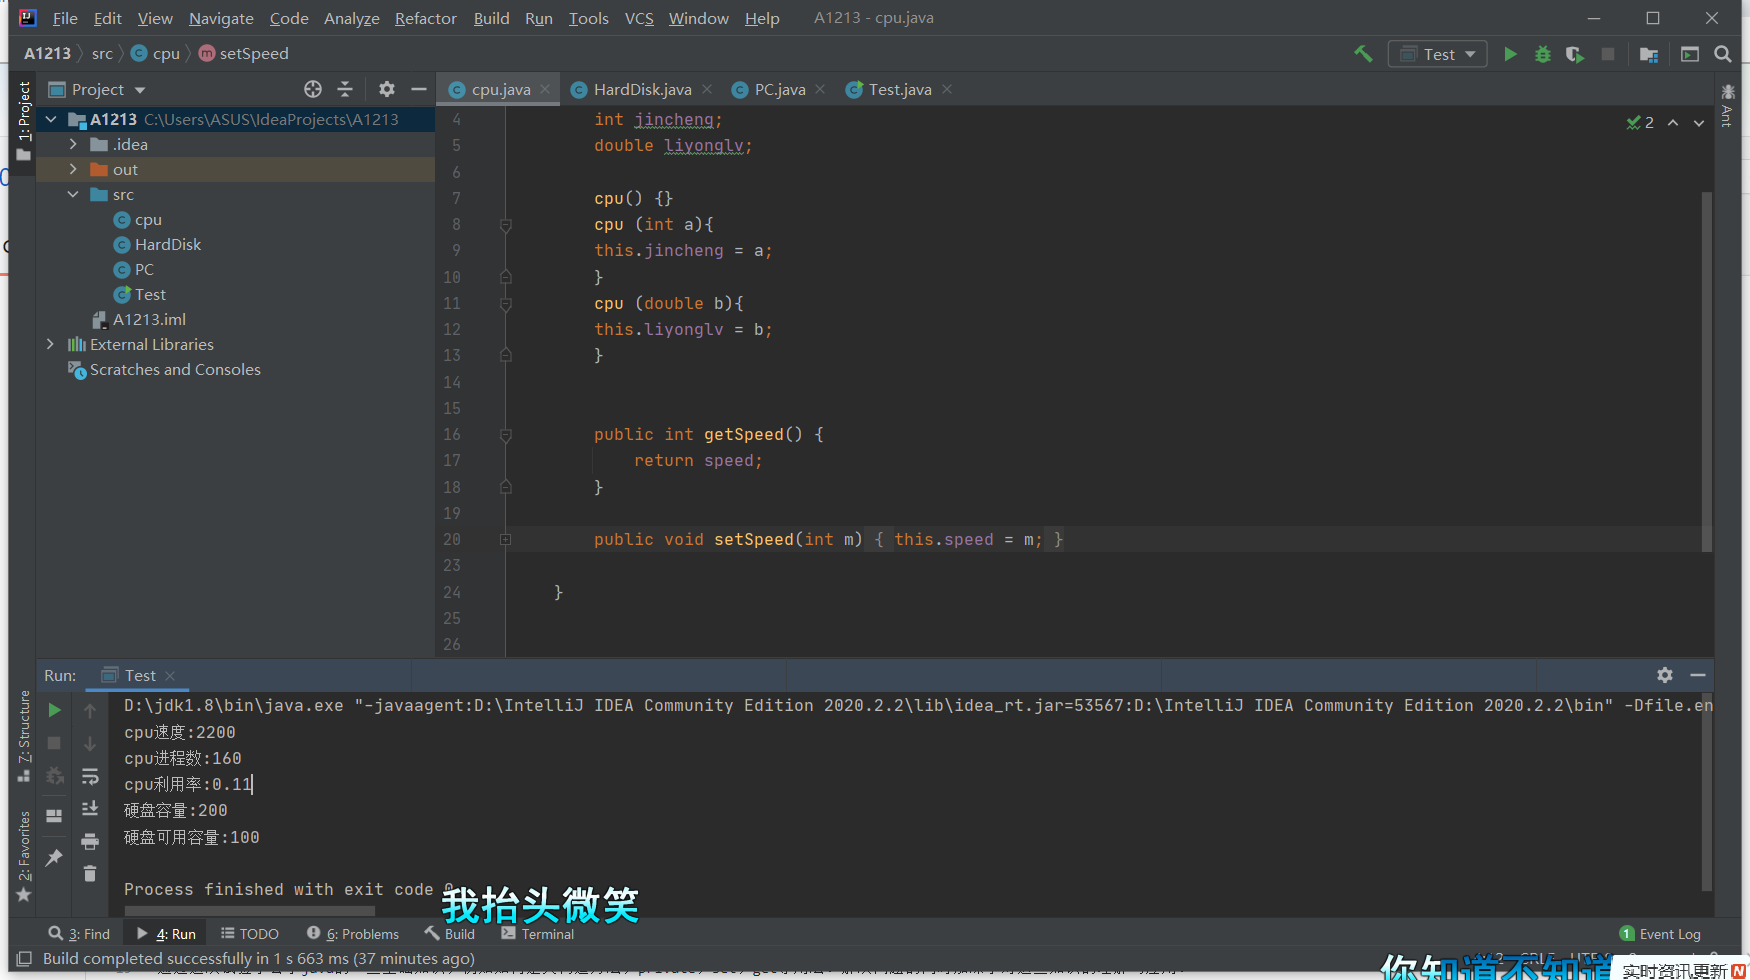 File Edit View Navigate Code Analyze Refactor Build Run Tools VCS Window Help A1213 - cpu.java
A1213 src cpu setSpeed Test
Project cpu.java HardDisk.java PC.java Test.java
1: Project
Ant
A1213 C:\Users\ASUS\IdeaProjects\A1213
.idea
out
src
cpu
HardDisk
PC
Test
A1213.iml
External Libraries
Scratches and Consoles
2
4 int jincheng;
5 double liyonglv;
6
7 cpu() {}
8 cpu (int a){
9 this.jincheng = a;
10 }
11 cpu (double b){
12 this.liyonglv = b;
13 }
14
15
16 public int getSpeed() {
17 return speed;
18 }
19
20 public void setSpeed(int m) { this.speed = m; }
23
24 }
25
26
Run: Test
7: Structure
2: Favorites
D:\jdk1.8\bin\java.exe "-javaagent:D:\IntelliJ IDEA Community Edition 2020.2.2\lib\idea_rt.jar=53567:D:\IntelliJ IDEA Community Edition 2020.2.2\bin" -Dfile.en
cpu速度:2200
cpu进程数:160
cpu利用率:0.11
硬盘容量:200
硬盘可用容量:100
Process finished with exit code 0
我抬头微笑
3: Find 4: Run TODO 6: Problems Build Terminal 1 Event Log
Build completed successfully in 1 s 663 ms (37 minutes ago)
你知道不知道
实时资讯,更新